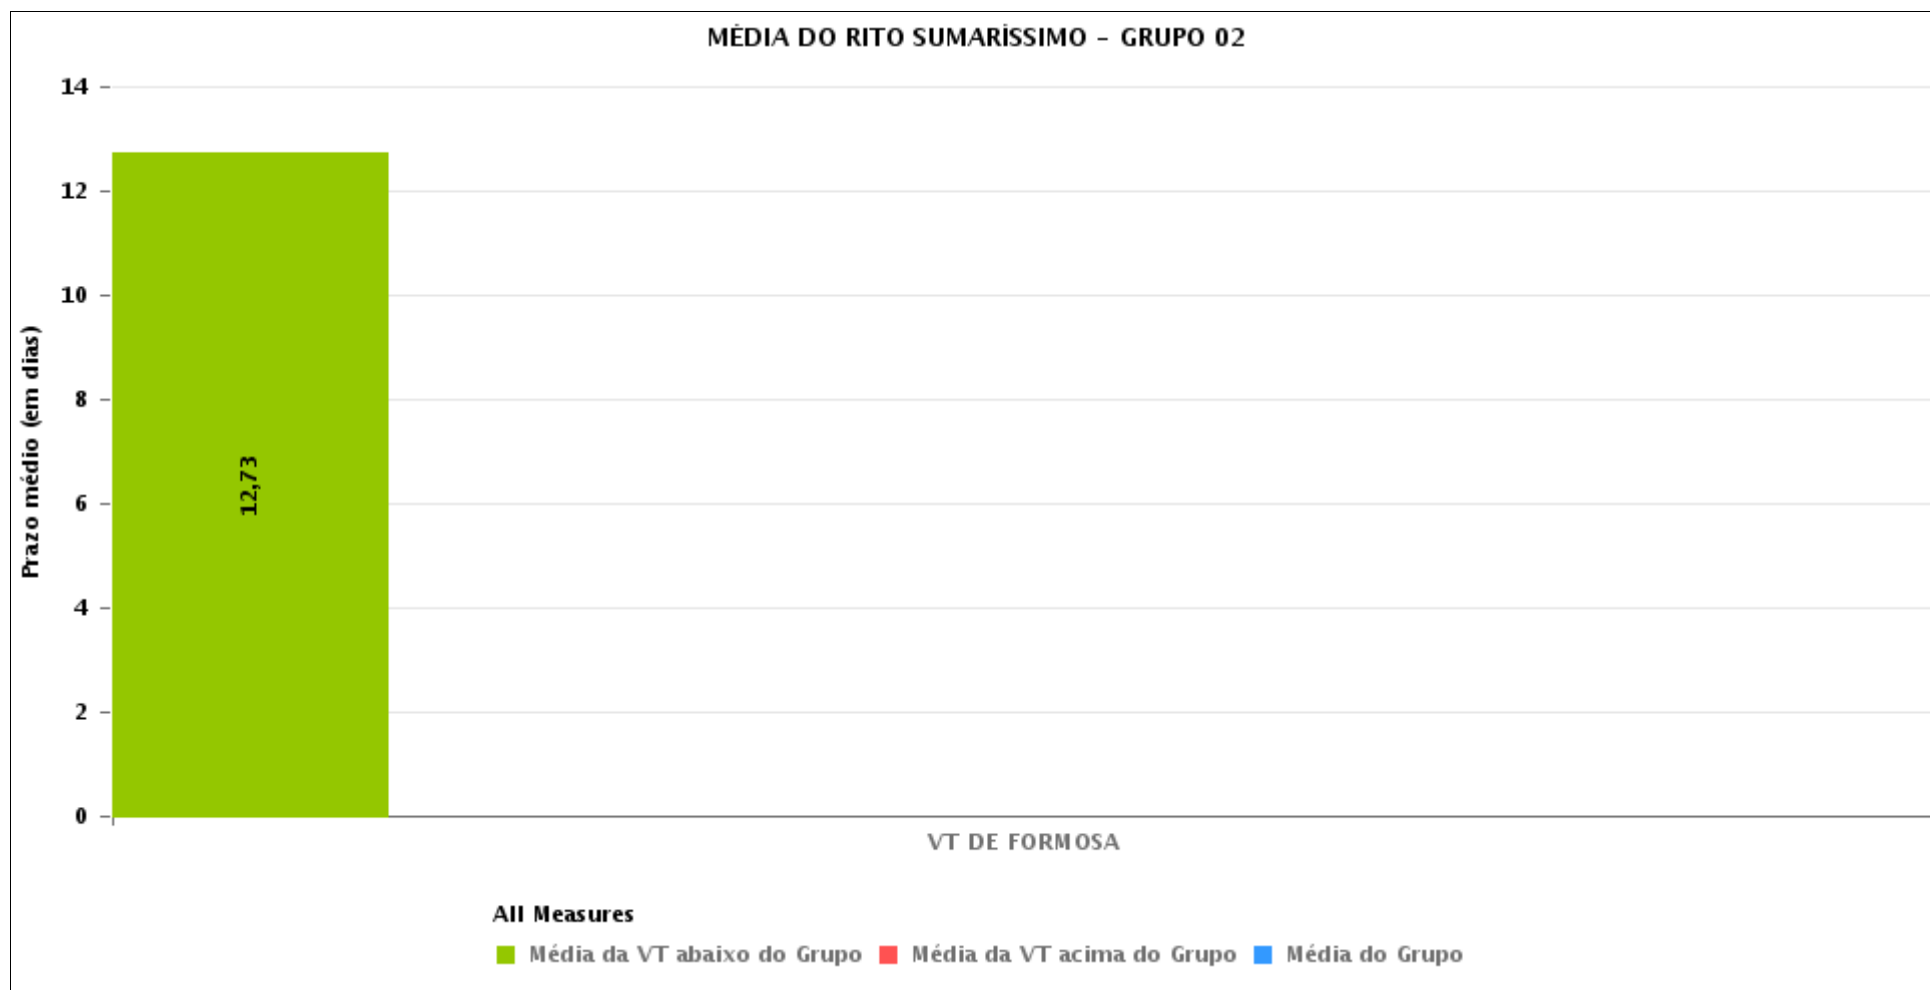 MÉDIA DO RITO SUMARÍSSIMO - GRUPO 02
14
12
10
8
6
4
2
0
Prazo médio (em dias)
12,73
VT DE FORMOSA
All Measures
Média da VT abaixo do Grupo Média da VT acima do Grupo Média do Grupo